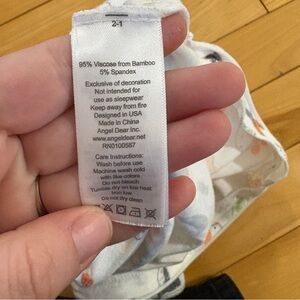 2-1
95% Viscose from Bamboo
5% Spandex
Exclusive of decoration
Not intended for
use as sleepwear
Keep away from fire
Designed in USA
Made in China
Angel Dear Inc.
www.angeldear.net
RN0100587
Care Instructions:
Wash before use
Machine wash cold
with like colors
Do not bleach
Tumble dry on low heat
Iron low
Do not dry clean